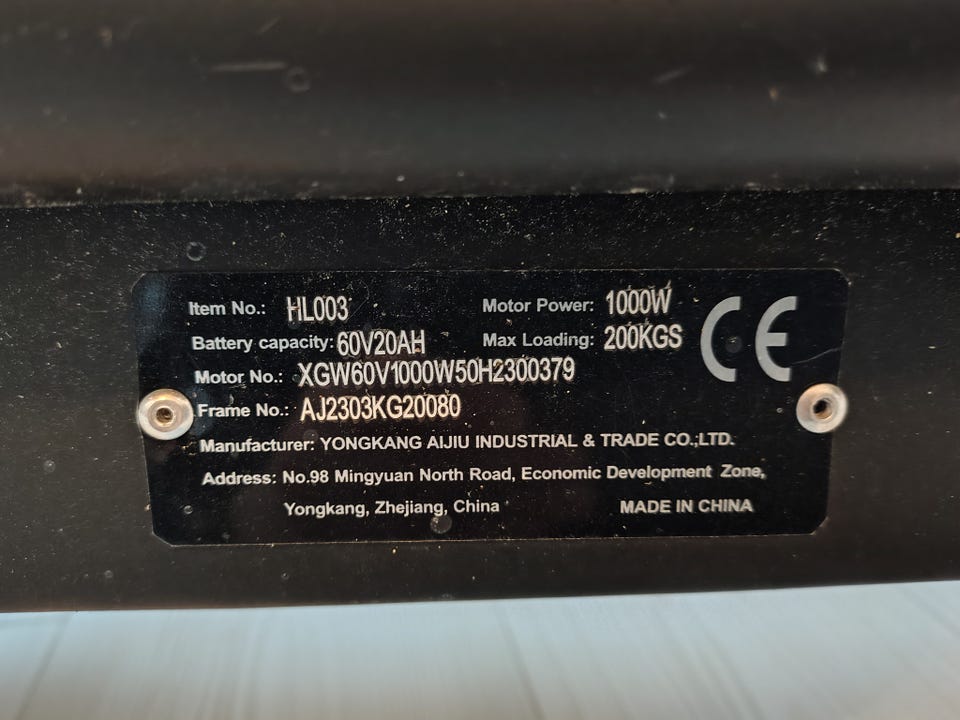 Item No.: HL003 Motor Power: 1000W
Battery capacity: 60V20AH Max Loading: 200KGS
CE
Motor No.: XGW60V1000W50H2300379
Frame No.: AJ2303KG20080
Manufacturer: YONGKANG AIJIU INDUSTRIAL & TRADE CO.;LTD.
Address: No.98 Mingyuan North Road, Economic Development Zone,
Yongkang, Zhejiang, China MADE IN CHINA